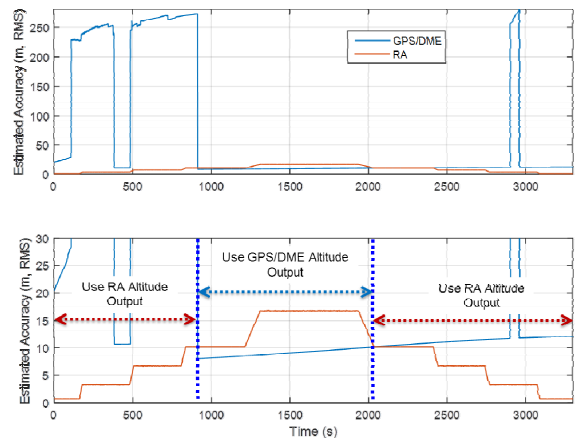 Estimated Accuracy (m, RMS)
250
200
150
100
50
0
GPS/DME
RA
0
500
1000
1500
2000
2500
3000
Estimated Accuracy (m, RMS)
30
25
20
15
10
5
0
Use RA Altitude
Output
Use GPS/DME Altitude
Output
Use RA Altitude
Output
0
500
1000
1500
2000
2500
3000
Time (s)